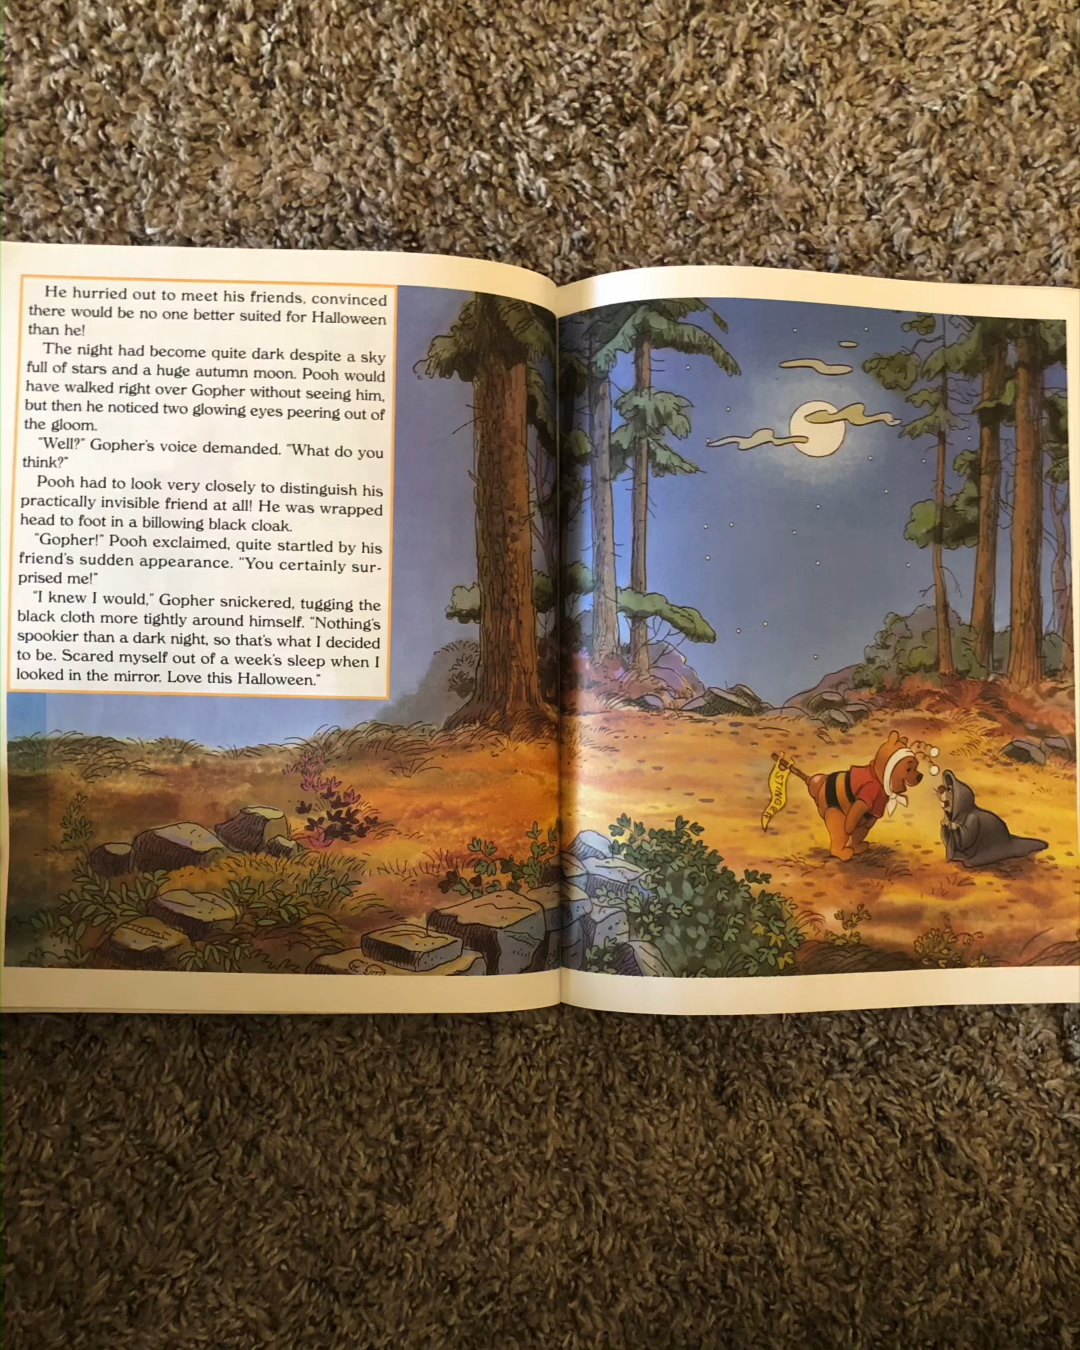 He hurried out to meet his friends, convinced
there would be no one better suited for Halloween
than he!
The night had become quite dark despite a sky
full of stars and a huge autumn moon. Pooh would
have walked right over Gopher without seeing him,
but then he noticed two glowing eyes peering out of
the gloom.
"Well?" Gopher's voice demanded. "What do you
think?"
Pooh had to look very closely to distinguish his
practically invisible friend at all! He was wrapped
head to foot in a billowing black cloak.
"Gopher!" Pooh exclaimed, quite startled by his
friend's sudden appearance. "You certainly sur-
prised me!"
"I knew I would," Gopher snickered, tugging the
black cloth more tightly around himself. "Nothing's
spookier than a dark night, so that's what I decided
to be. Scared myself out of a week's sleep when I
looked in the mirror. Love this Halloween."
STINGER